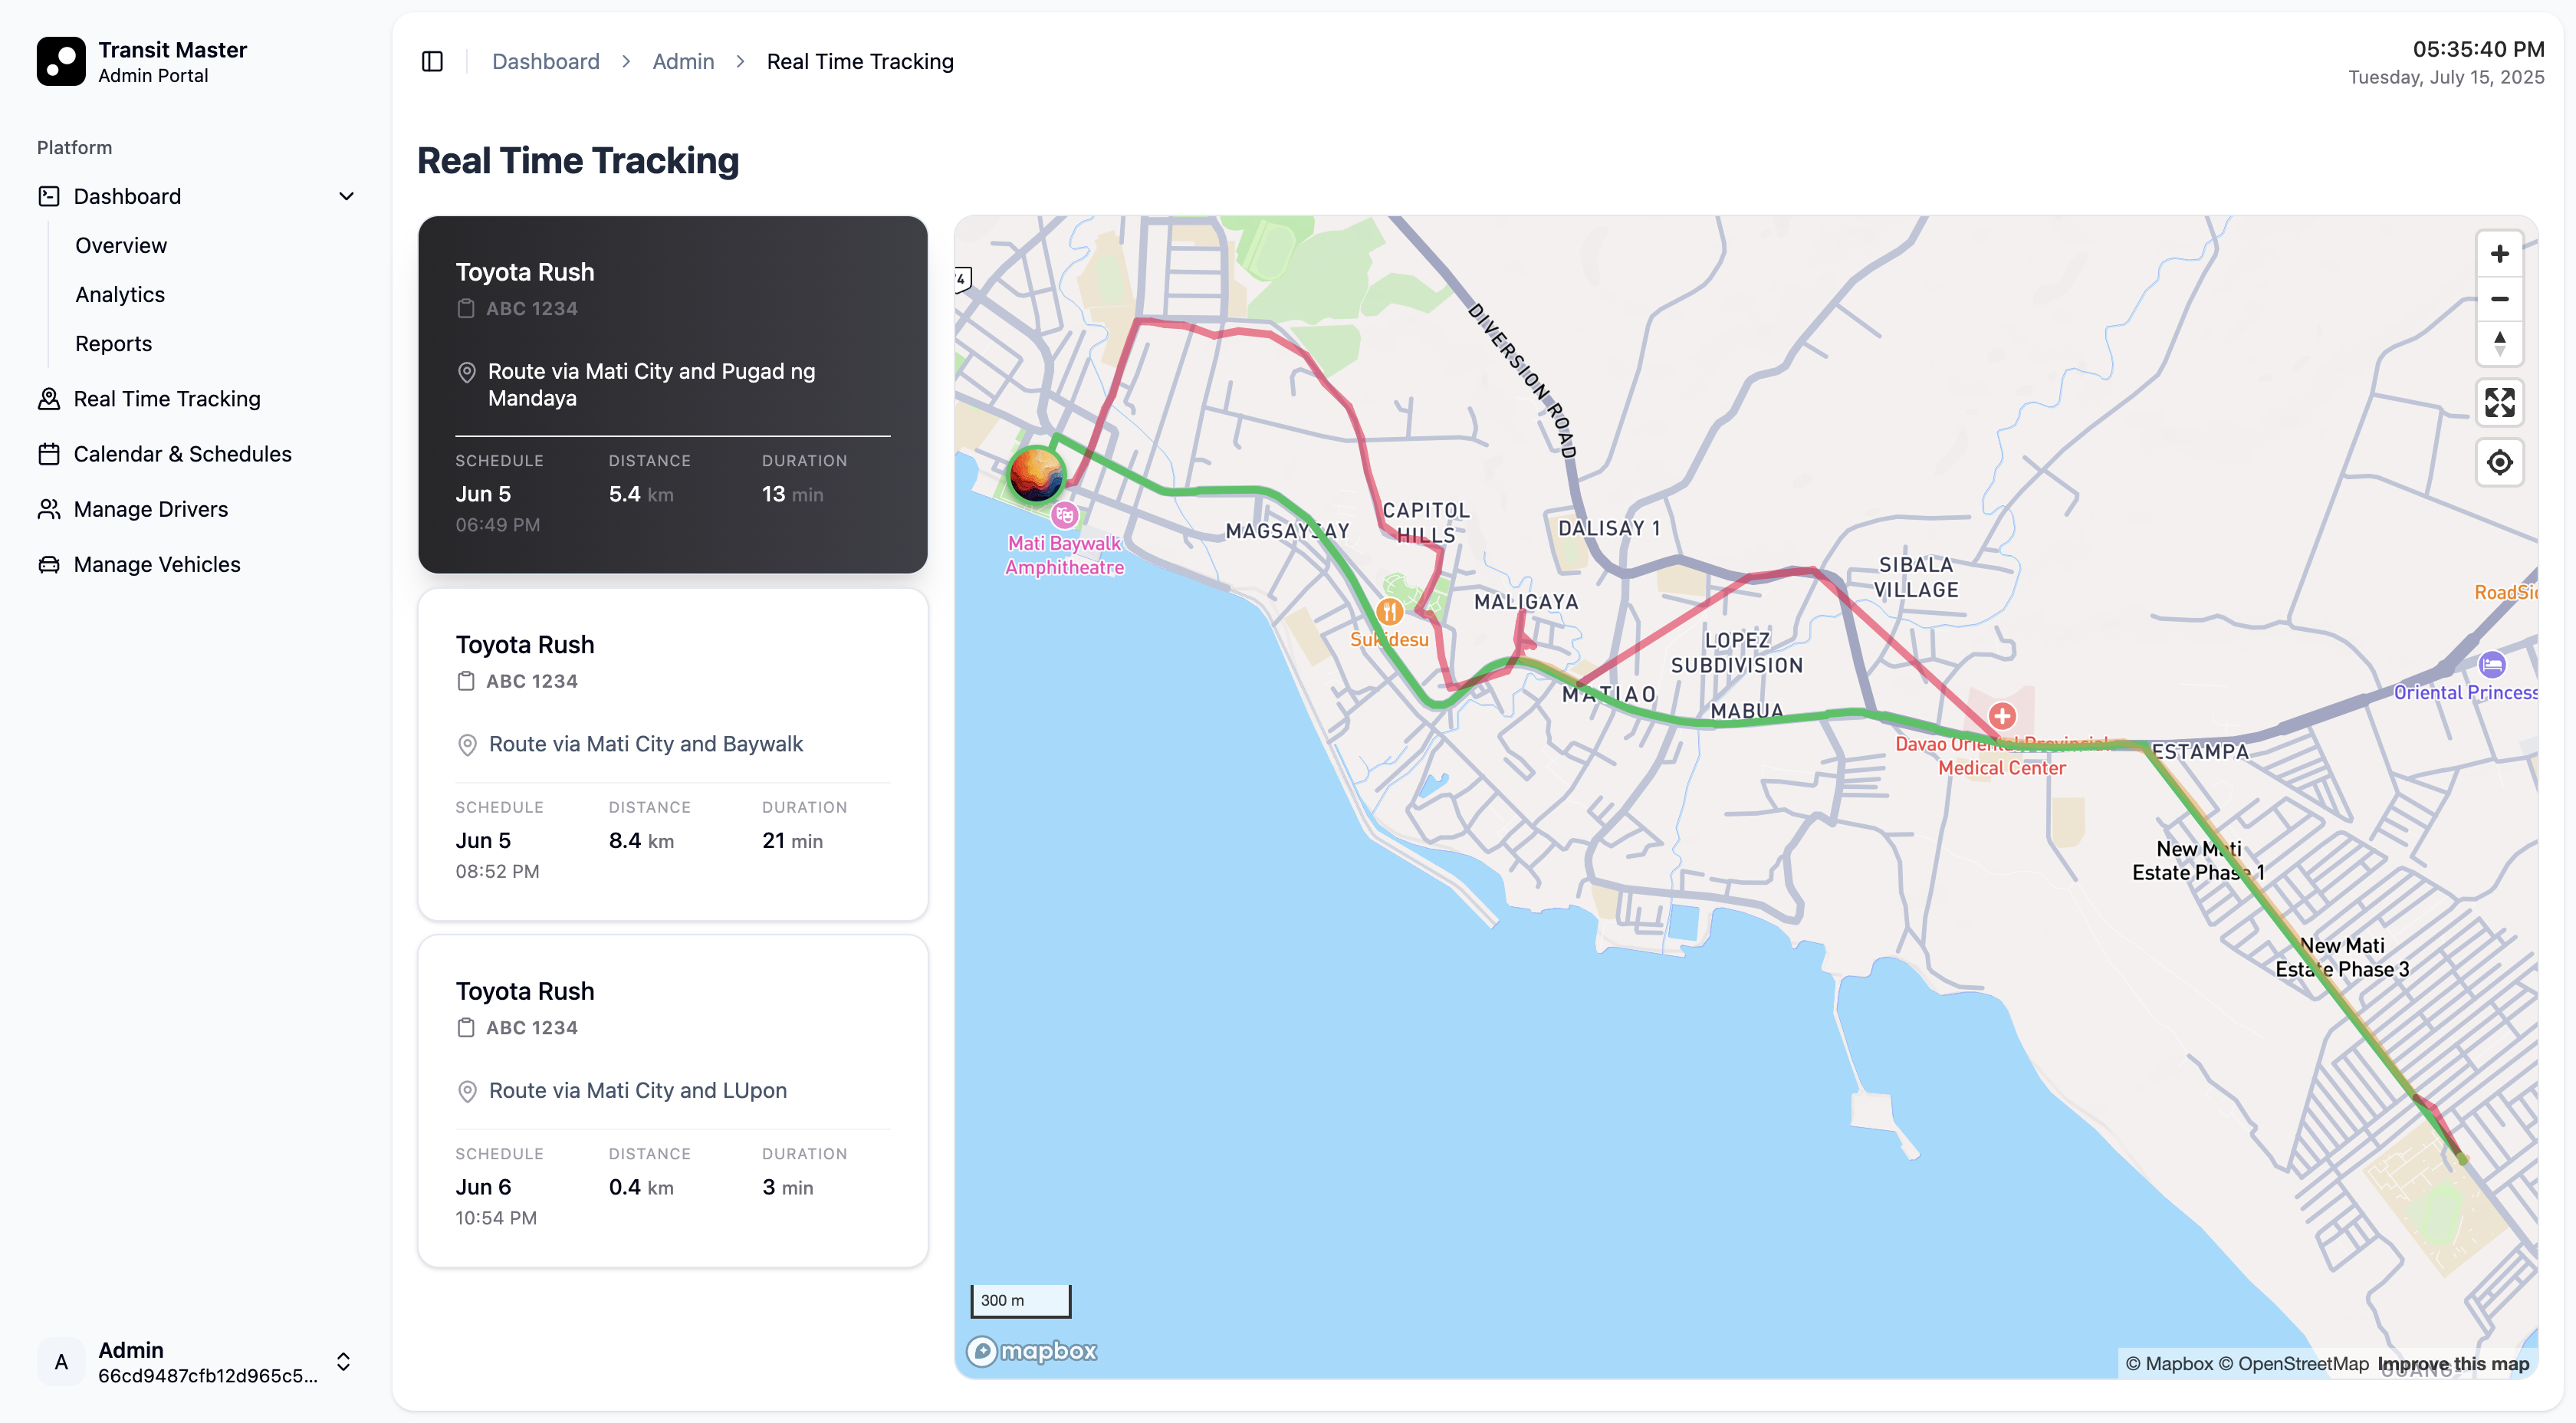 Transit Master
Admin Portal
Platform
Dashboard
Overview
Analytics
Reports
Real Time Tracking
Calendar & Schedules
Manage Drivers
Manage Vehicles
A
Admin
66cd9487cfb12d965c5...
Dashboard
Admin
Real Time Tracking
05:35:40 PM
Tuesday, July 15, 2025
Real Time Tracking
Toyota Rush
ABC 1234
Route via Mati City and Pugad ng
Mandaya
SCHEDULE DISTANCE DURATION
Jun 5 5.4 km 13 min
06:49 PM
Toyota Rush
ABC 1234
Route via Mati City and Baywalk
SCHEDULE DISTANCE DURATION
Jun 5 8.4 km 21 min
08:52 PM
Toyota Rush
ABC 1234
Route via Mati City and LUpon
SCHEDULE DISTANCE DURATION
Jun 6 0.4 km 3 min
10:54 PM
4
DIVERSION ROAD
Mati Baywalk
Amphitheatre
MAGSAYSAY
CAPITOL
HILLS
DALISAY 1
SIBALA
VILLAGE
Sukidesu
MALIGAYA
LOPEZ
SUBDIVISION
MATIAO
MABUA
RoadSi
Oriental Princess
Davao Oriental Provincial
Medical Center
ESTAMPA
New Mati
Estate Phase 1
New Mati
Estate Phase 3
300 m
mapbox
© Mapbox © OpenStreetMap Improve this map